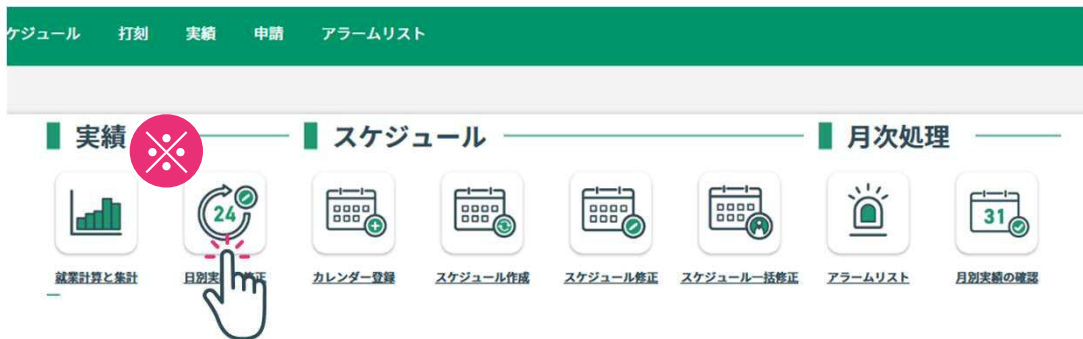 ケジュール 打刻 実績 申請 アラームリスト
実績 ※ スケジュール 月次処理
24 31
就業計算と集計 日別実 修正 カレンダー登録 スケジュール作成 スケジュール修正 スケジュール一括修正 アラームリスト 月別実績の確認